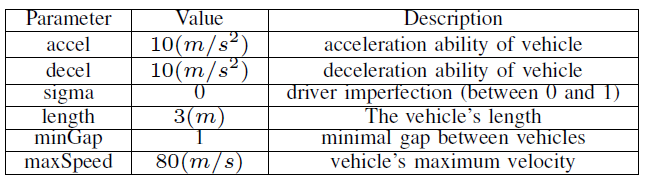 Parameter Value Description
accel 10(m/s²) acceleration ability of vehicle
decel 10(m/s²) deceleration ability of vehicle
sigma 0 driver imperfection (between 0 and 1)
length 3(m) The vehicle's length
minGap 1 minimal gap between vehicles
maxSpeed 80(m/s) vehicle's maximum velocity